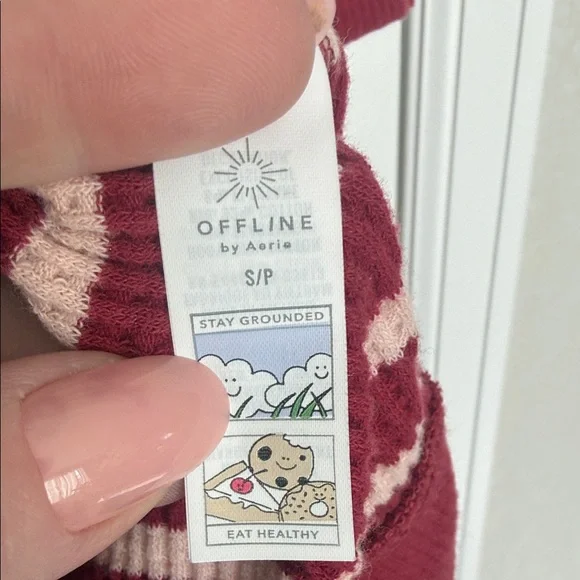 OFFLINE
by Aerie
S/P
STAY GROUNDED
EAT HEALTHY